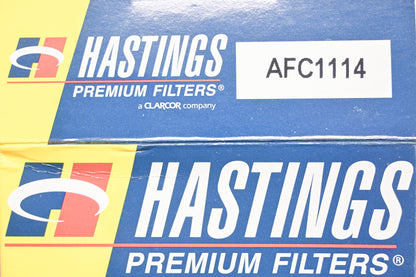 HASTINGS
PREMIUM FILTERS®
a CLARCOR company
AFC1114
HASTINGS
PREMIUM FILTERS®